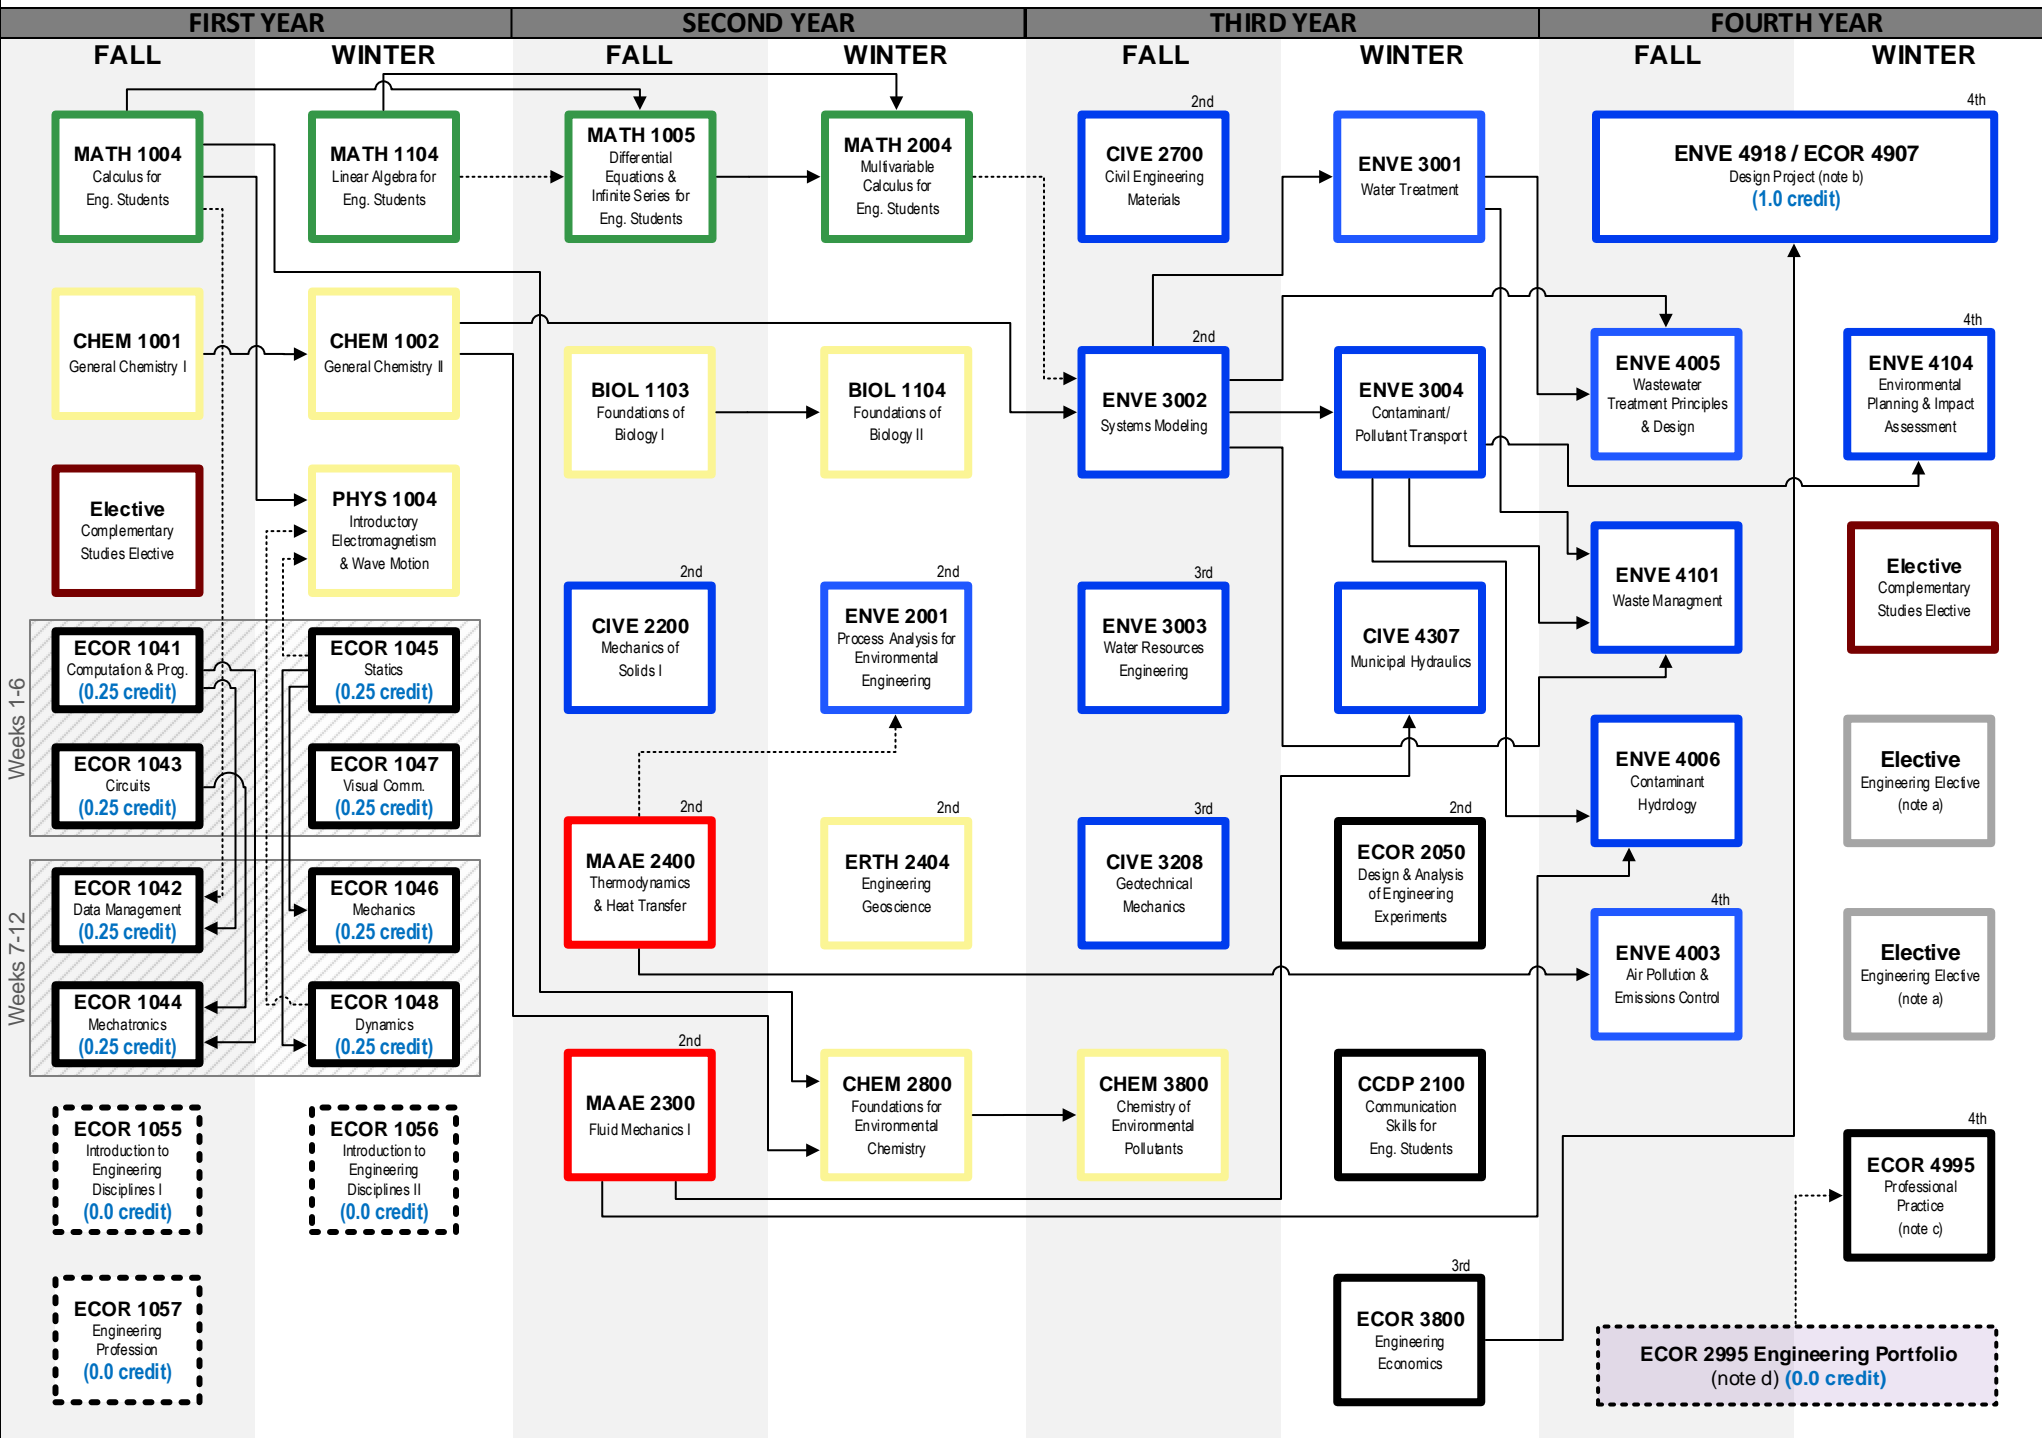 FIRST YEAR
SECOND YEAR
THIRD YEAR
FOURTH YEAR
FALL
WINTER
FALL
WINTER
FALL
WINTER
FALL
WINTER
MATH 1004
Calculus for
Eng. Students
CHEM 1001
General Chemistry I
Elective
Complementary
Studies Elective
Weeks 1-6
ECOR 1041
Computation & Prog.
(0.25 credit)
ECOR 1043
Circuits
(0.25 credit)
Weeks 7-12
ECOR 1042
Data Management
(0.25 credit)
ECOR 1044
Mechatronics
(0.25 credit)
ECOR 1055
Introduction to
Engineering
Disciplines I
(0.0 credit)
ECOR 1057
Engineering
Profession
(0.0 credit)
MATH 1104
Linear Algebra for
Eng. Students
CHEM 1002
General Chemistry II
PHYS 1004
Introductory
Electromagnetism
& Wave Motion
ECOR 1045
Statics
(0.25 credit)
ECOR 1047
Visual Comm.
(0.25 credit)
ECOR 1046
Mechanics
(0.25 credit)
ECOR 1048
Dynamics
(0.25 credit)
ECOR 1056
Introduction to
Engineering
Disciplines II
(0.0 credit)
MATH 1005
Differential
Equations &
Infinite Series for
Eng. Students
BIOL 1103
Foundations of
Biology I
2nd
CIVE 2200
Mechanics of
Solids I
2nd
MAAE 2400
Thermodynamics
& Heat Transfer
2nd
MAAE 2300
Fluid Mechanics I
MATH 2004
Multivariable
Calculus for
Eng. Students
BIOL 1104
Foundations of
Biology II
2nd
ENVE 2001
Process Analysis for
Environmental
Engineering
2nd
ERTH 2404
Engineering
Geoscience
CHEM 2800
Foundations for
Environmental
Chemistry
2nd
CIVE 2700
Civil Engineering
Materials
2nd
ENVE 3002
Systems Modeling
3rd
ENVE 3003
Water Resources
Engineering
3rd
CIVE 3208
Geotechnical
Mechanics
CHEM 3800
Chemistry of
Environmental
Pollutants
ENVE 3001
Water Treatment
ENVE 3004
Contaminant/
Pollutant Transport
CIVE 4307
Municipal Hydraulics
2nd
ECOR 2050
Design & Analysis
of Engineering
Experiments
CCDP 2100
Communication
Skills for
Eng. Students
3rd
ECOR 3800
Engineering
Economics
4th
ENVE 4918 / ECOR 4907
Design Project (note b)
(1.0 credit)
ENVE 4005
Wastewater
Treatment Principles
& Design
ENVE 4101
Waste Managment
ENVE 4006
Contaminant
Hydrology
4th
ENVE 4003
Air Pollution &
Emissions Control
4th
ENVE 4104
Environmental
Planning & Impact
Assessment
Elective
Complementary
Studies Elective
Elective
Engineering Elective
(note a)
Elective
Engineering Elective
(note a)
4th
ECOR 4995
Professional
Practice
(note c)
ECOR 2995 Engineering Portfolio
(note d) (0.0 credit)